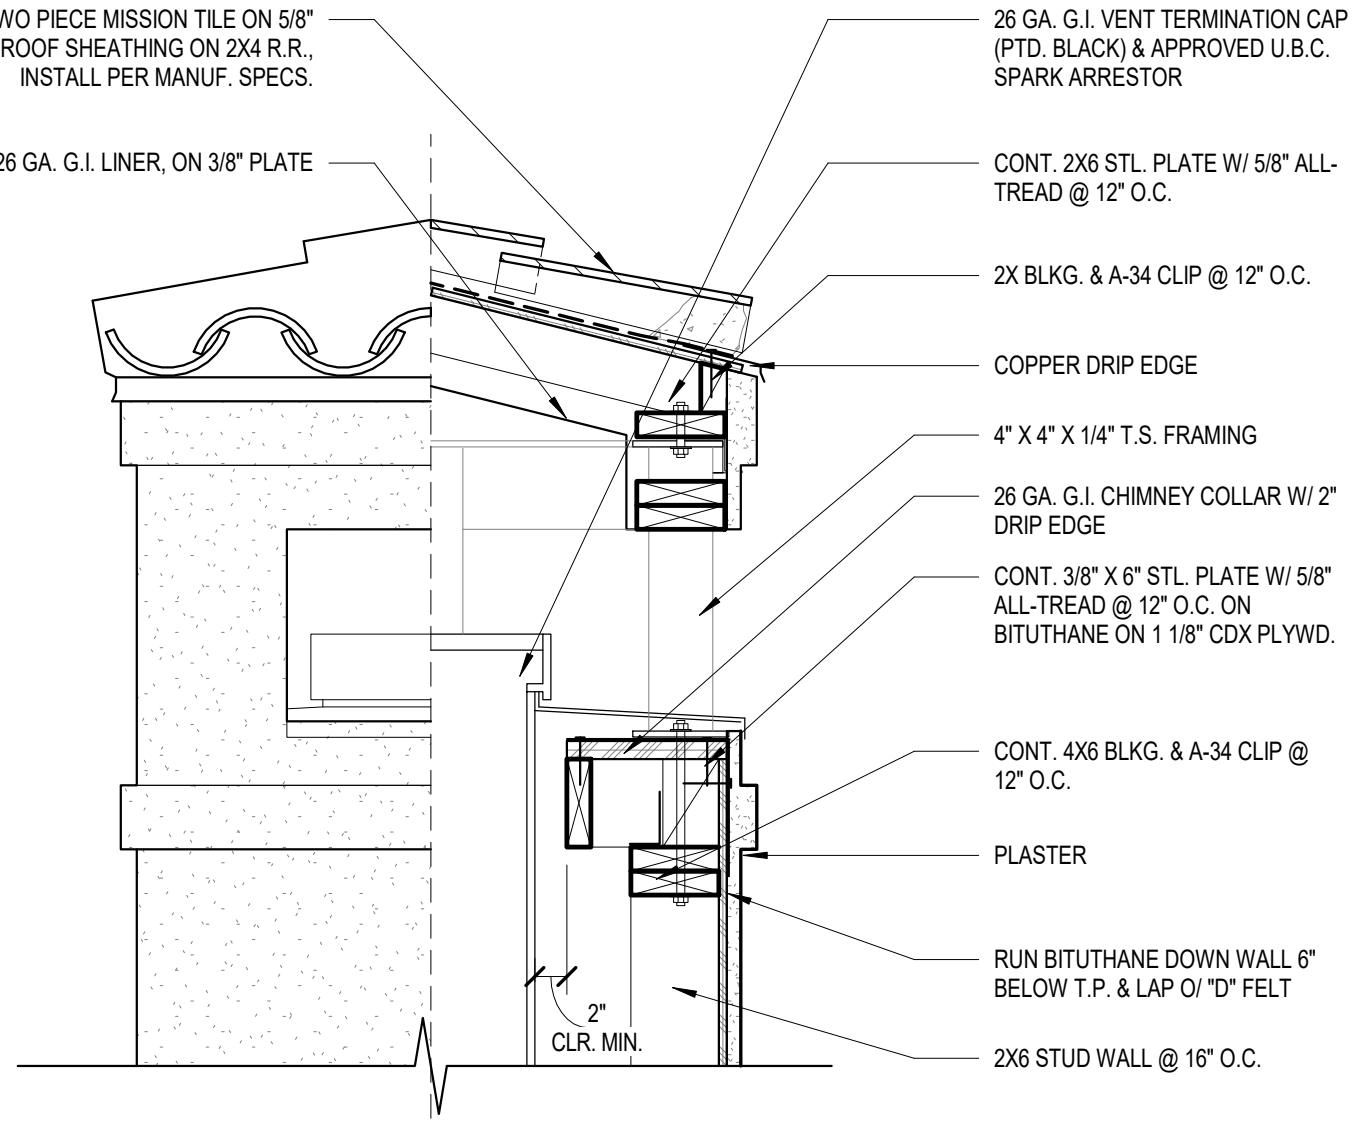 WO PIECE MISSION TILE ON 5/8"
ROOF SHEATHING ON 2X4 R.R.,
INSTALL PER MANUF. SPECS.
26 GA. G.I. LINER, ON 3/8" PLATE
26 GA. G.I. VENT TERMINATION CAP
(PTD. BLACK) & APPROVED U.B.C.
SPARK ARRESTOR
CONT. 2X6 STL. PLATE W/ 5/8" ALL-
TREAD @ 12" O.C.
2X BLKG. & A-34 CLIP @ 12" O.C.
COPPER DRIP EDGE
4" X 4" X 1/4" T.S. FRAMING
26 GA. G.I. CHIMNEY COLLAR W/ 2"
DRIP EDGE
CONT. 3/8" X 6" STL. PLATE W/ 5/8"
ALL-TREAD @ 12" O.C. ON
BITUTHANE ON 1 1/8" CDX PLYWD.
CONT. 4X6 BLKG. & A-34 CLIP @
12" O.C.
PLASTER
RUN BITUTHANE DOWN WALL 6"
BELOW T.P. & LAP O/ "D" FELT
2X6 STUD WALL @ 16" O.C.
2"
CLR. MIN.